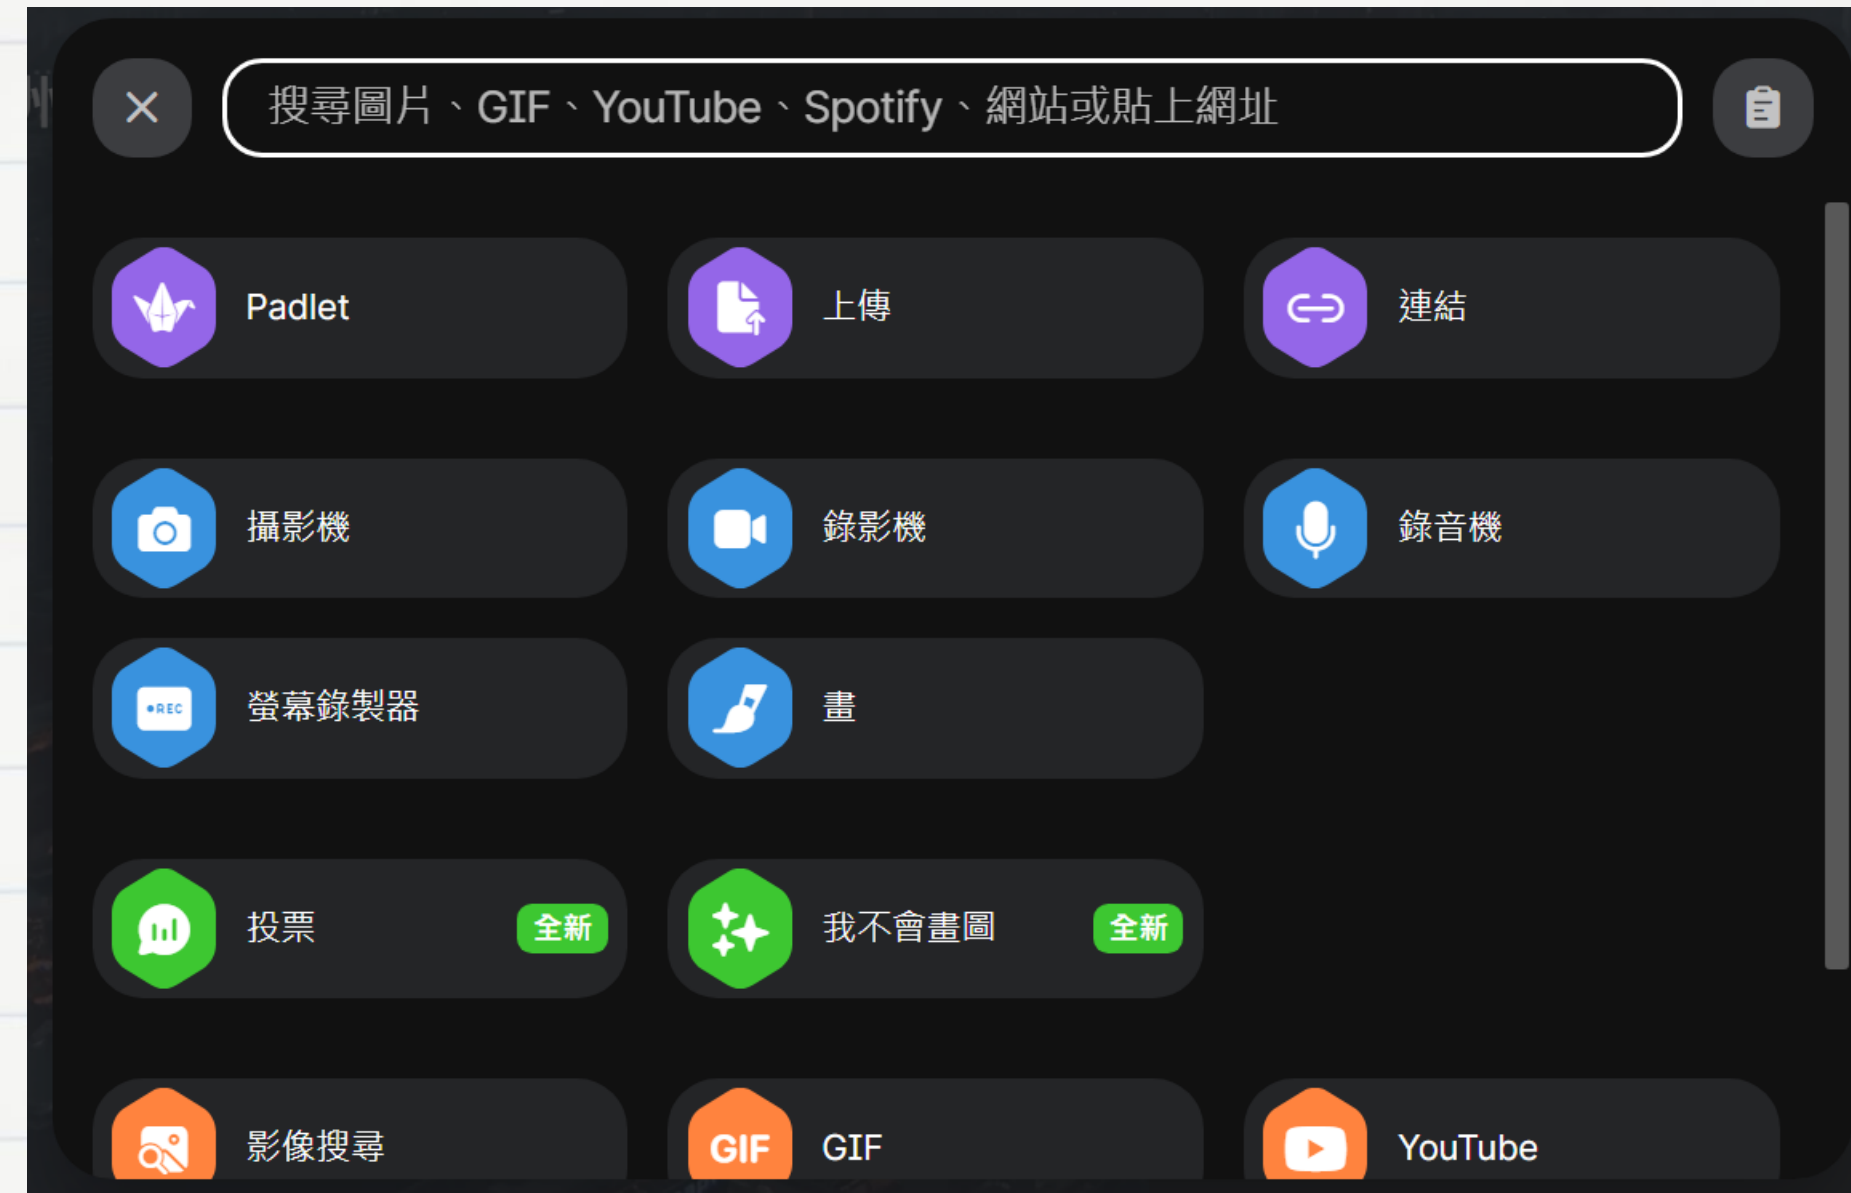 搜尋圖片、GIF、YouTube、Spotify、網站或貼上網址
Padlet
上傳
連結
攝影機
錄影機
錄音機
•REC
螢幕錄製器
畫
投票
全新
我不會畫圖
全新
影像搜尋
GIF
GIF
YouTube